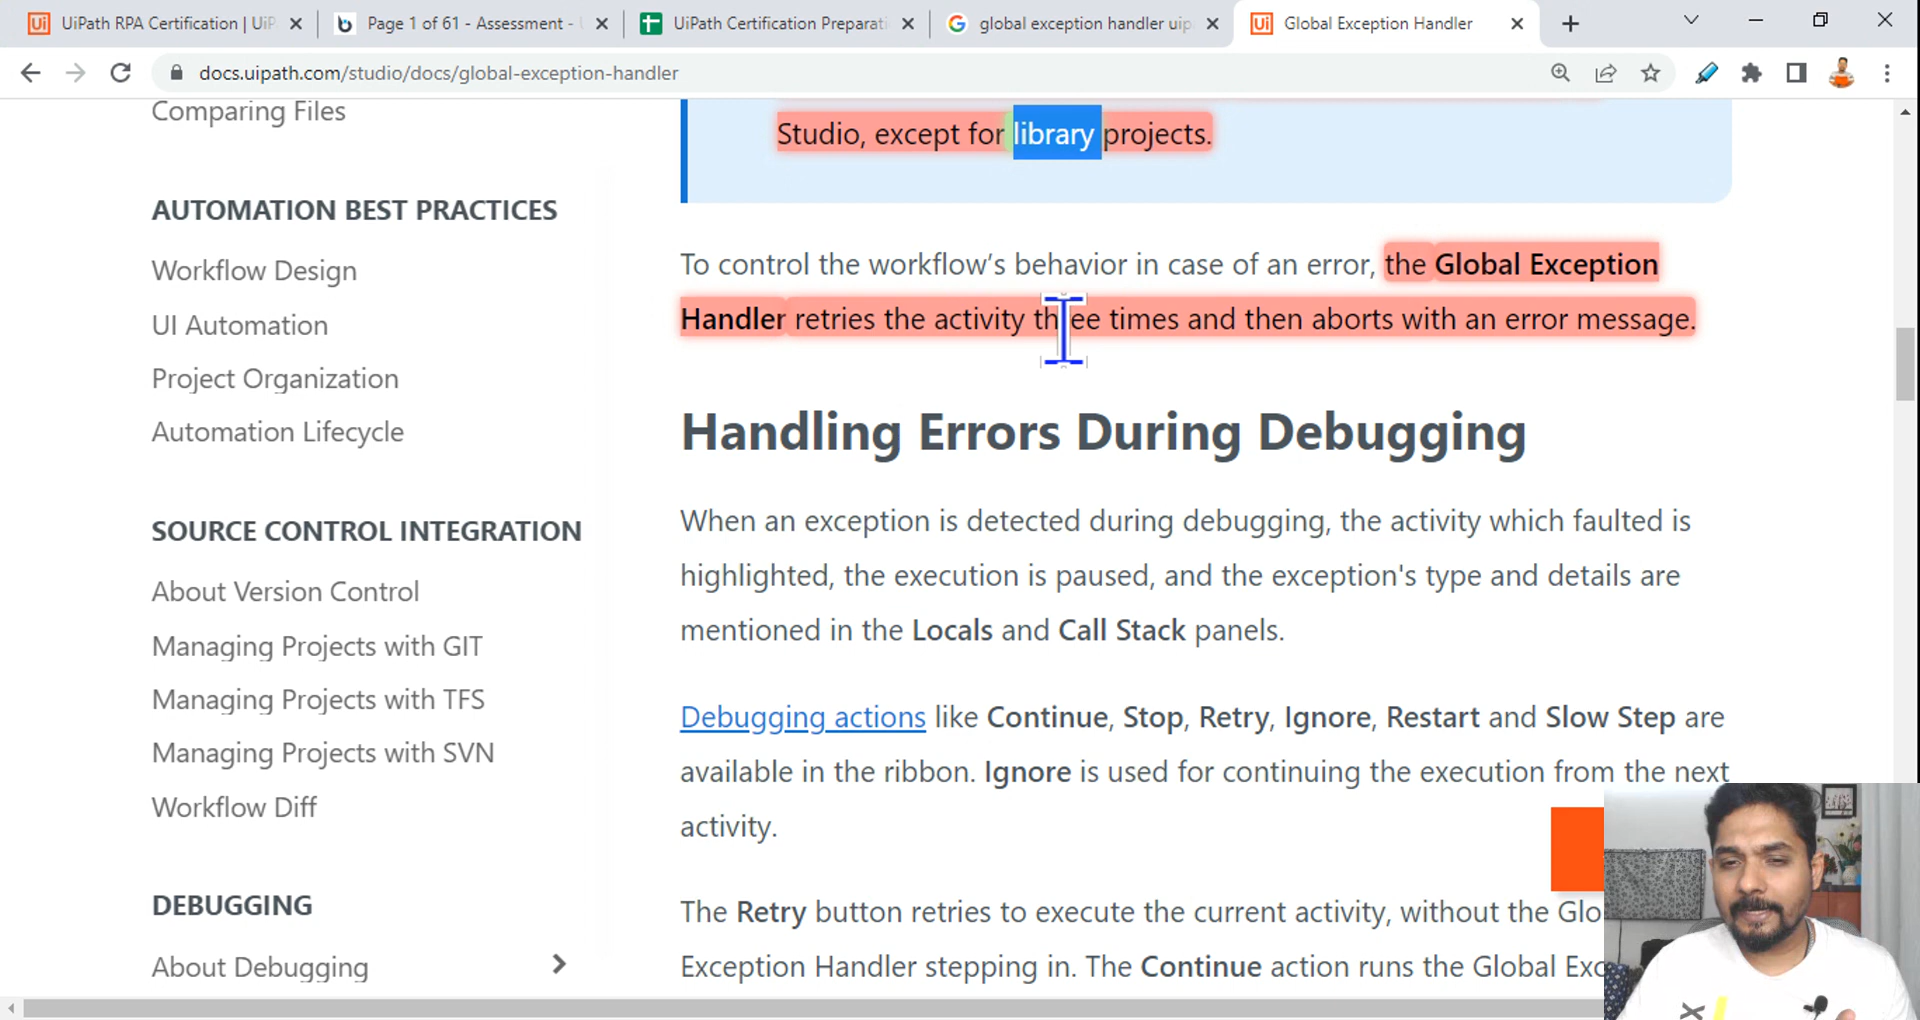 UiPath RPA Certification | UiP
Page 1 of 61 - Assessment -
UiPath Certification Preparati
global exception handler uip
Global Exception Handler
docs.uipath.com/studio/docs/global-exception-handler
Comparing Files
AUTOMATION BEST PRACTICES
Workflow Design
UI Automation
Project Organization
Automation Lifecycle
SOURCE CONTROL INTEGRATION
About Version Control
Managing Projects with GIT
Managing Projects with TFS
Managing Projects with SVN
Workflow Diff
DEBUGGING
About Debugging
Studio, except for library projects.
To control the workflow’s behavior in case of an error, the Global Exception
Handler retries the activity three times and then aborts with an error message.
Handling Errors During Debugging
When an exception is detected during debugging, the activity which faulted is
highlighted, the execution is paused, and the exception's type and details are
mentioned in the Locals and Call Stack panels.
Debugging actions like Continue, Stop, Retry, Ignore, Restart and Slow Step are
available in the ribbon. Ignore is used for continuing the execution from the next
activity.
The Retry button retries to execute the current activity, without the Glo
Exception Handler stepping in. The Continue action runs the Global Exc